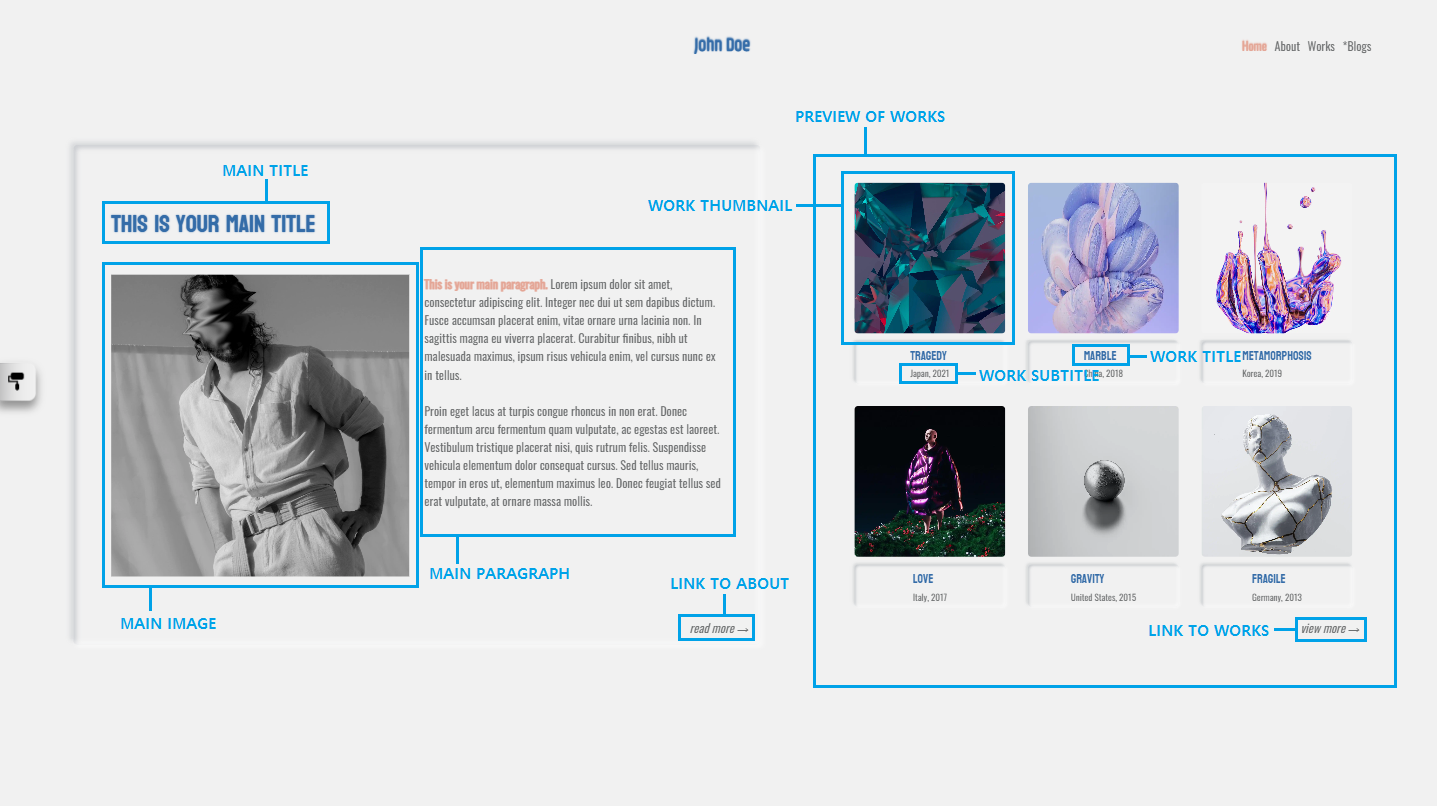 John Doe
Home About Works *Blogs
PREVIEW OF WORKS
MAIN TITLE
THIS IS YOUR MAIN TITLE
WORK THUMBNAIL
This is your main paragraph. Lorem ipsum dolor sit amet,
consectetur adipiscing elit. Integer nec dui ut sem dapibus dictum.
Fusce accumsan placerat enim, vitae ornare urna lacinia non. In
sagittis magna eu viverra placerat. Curabitur finibus, nibh ut
malesuada maximus, ipsum risus vehicula enim, vel cursus nunc ex
in tellus.
Proin eget lacus at turpis congue rhoncus in non erat. Donec
fermentum arcu fermentum quam vulputate, ac egestas est laoreet.
Vestibulum tristique placerat nisi, quis rutrum felis. Suspendisse
vehicula elementum dolor consequat cursus. Sed tellus mauris,
tempor in eros ut, elementum maximus leo. Donec feugiat tellus sed
erat vulputate, at ornare massa mollis.
MAIN PARAGRAPH
MAIN IMAGE
LINK TO ABOUT
read more →
TRAGEDY
Japan, 2021
WORK SUBTITLE
MARBLE
WORK TITLE
2018
METAMORPHOSIS
Korea, 2019
LOVE
Italy, 2017
GRAVITY
United States, 2015
FRAGILE
Germany, 2013
LINK TO WORKS
view more →